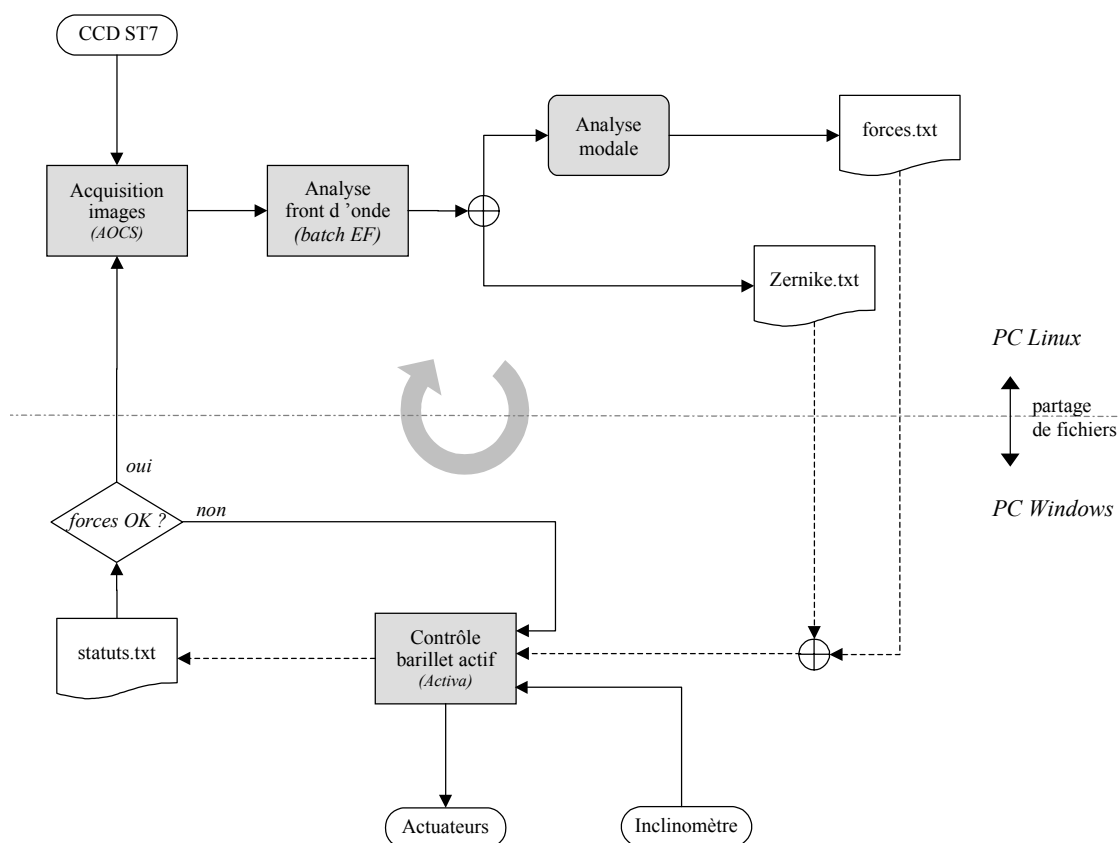 CCD ST7
Analyse
modale
forces.txt
Acquisition
images
(AOCS)
Analyse
front d 'onde
(batch EF)
Zernike.txt
PC Linux
partage
de fichiers
oui
non
forces OK ?
PC Windows
statuts.txt
Contrôle
barillet actif
(Activa)
Actuateurs
Inclinomètre